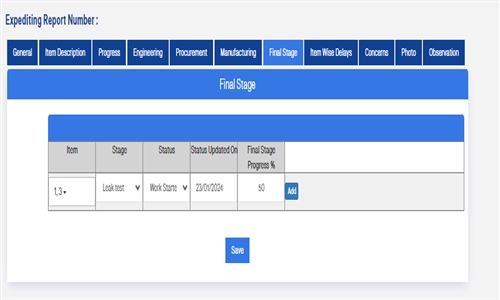 Expediting Report Number :
General Item Description Progress Engineering Procurement Manufacturing Final Stage Item Wise Delays Concerns Photo Observation
Final Stage
Item Stage Status Status Updated On Final Stage
Progress %
1, 3 Leak test Work Starte 23/01/2024 50 Add
Save